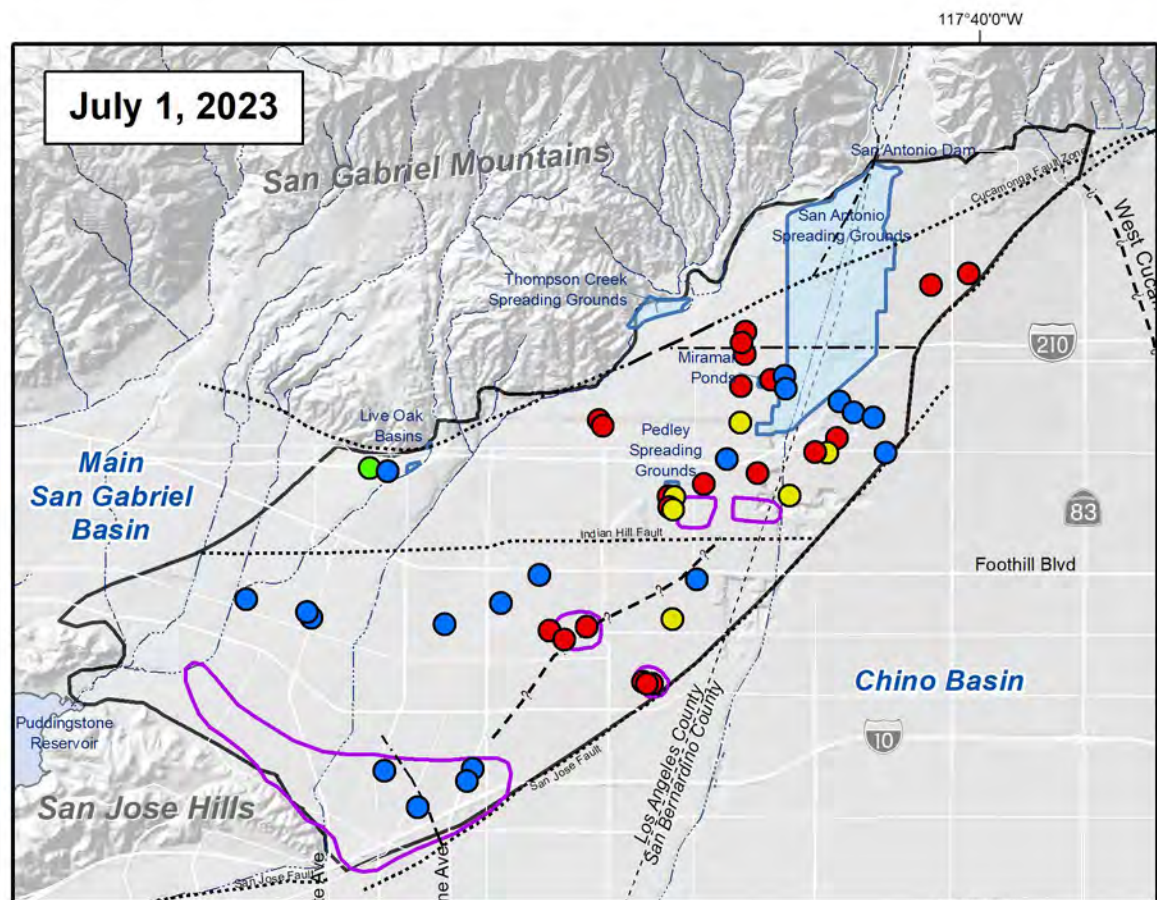 117°40'0"W
July 1, 2023
San Gabriel Mountains
San Antonio Dam
Cucamonga Fault Zone
San Antonio
Spreading Grounds
Thompson Creek
Spreading Grounds
210
Miramar
Ponds
Live Oak
Basins
Pedley
Spreading
Grounds
Main
San Gabriel
Basin
83
Indian Hill Fault
Foothill Blvd
?
?
?
?
Chino Basin
Puddingstone
Reservoir
10
Los Angeles County
San Bernardino County
San Jose Fault
San Jose Hills
San Jose Fault